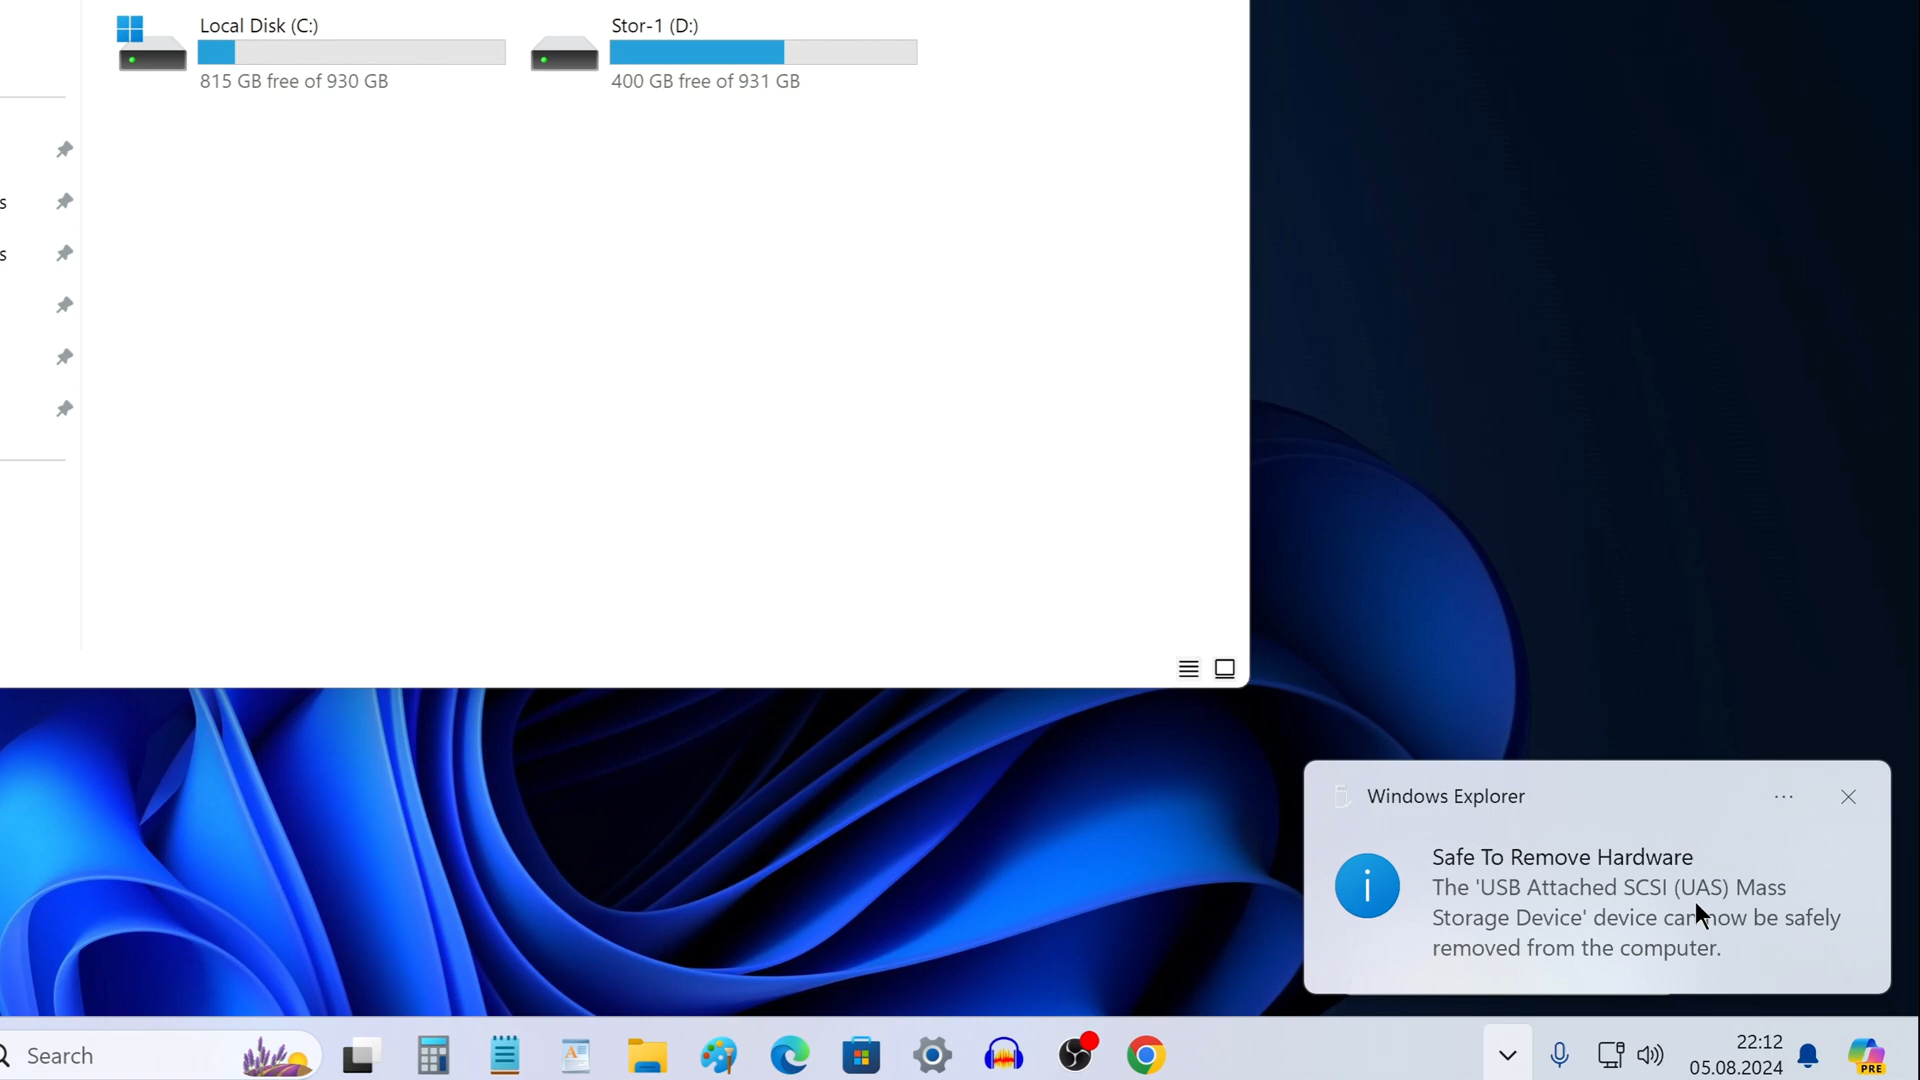 Local Disk (C:)
815 GB free of 930 GB
Stor-1 (D:)
400 GB free of 931 GB
s
s
Windows Explorer
Safe To Remove Hardware
The 'USB Attached SCSI (UAS) Mass
Storage Device' device can now be safely
removed from the computer.
Search
22:12
05.08.2024
PRE